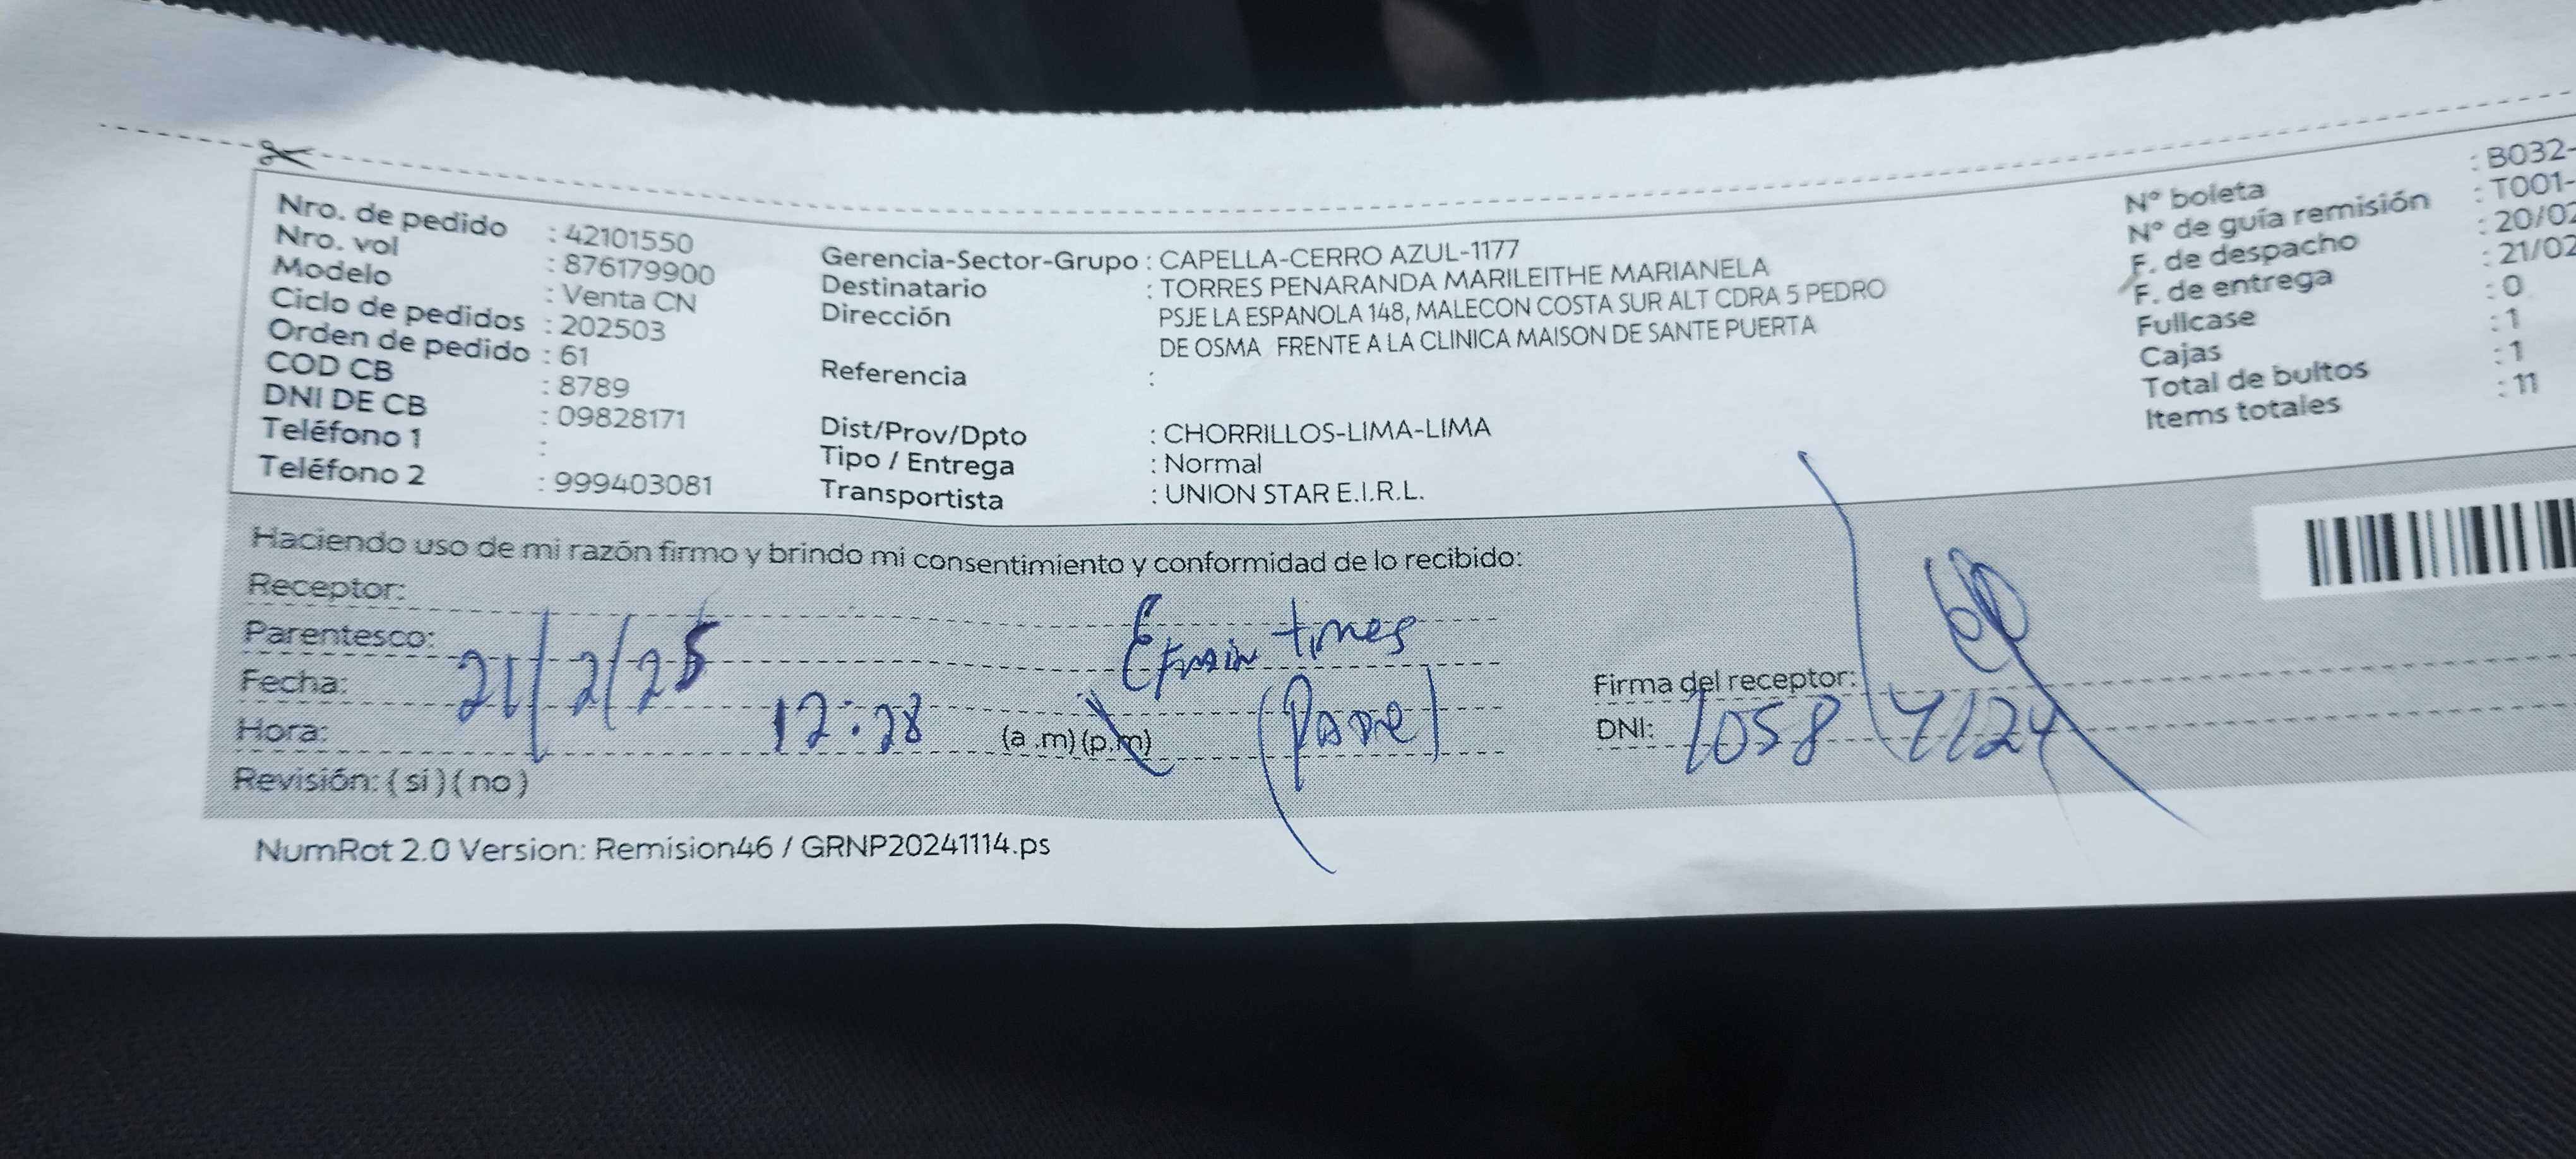 Nro. de pedido : 42101550
Nro. vol : 876179900
Modelo : Venta CN
Ciclo de pedidos : 202503
Orden de pedido : 61
COD CB : 8789
DNI DE CB : 09828171
Teléfono 1 :
Teléfono 2 : 999403081
Gerencia-Sector-Grupo : CAPELLA-CERRO AZUL-1177
Destinatario : TORRES PENARANDA MARILEITHE MARIANELA
Dirección PSJE LA ESPANOLA 148, MALECON COSTA SUR ALT CDRA 5 PEDRO
DE OSMA FRENTE A LA CLINICA MAISON DE SANTE PUERTA
Referencia :
Dist/Prov/Dpto : CHORRILLOS-LIMA-LIMA
Tipo / Entrega : Normal
Transportista : UNION STAR E.I.R.L.
N° boleta : B032-
N° de guía remisión : T001-
F. de despacho : 20/02
F. de entrega : 21/02
Fullcase : 0
Cajas : 1
Total de bultos : 1
Items totales : 11
Haciendo uso de mi razón firmo y brindo mi consentimiento y conformidad de lo recibido:
Receptor:
Parentesco: Efrain
Fecha: 21/2/25
Hora: 12:28 (a.m)(p.m) (Padre)
Revisión: (si)(no)
Firma del receptor:
DNI: 10587124
NumRot 2.0 Version: Remision46 / GRNP20241114.ps